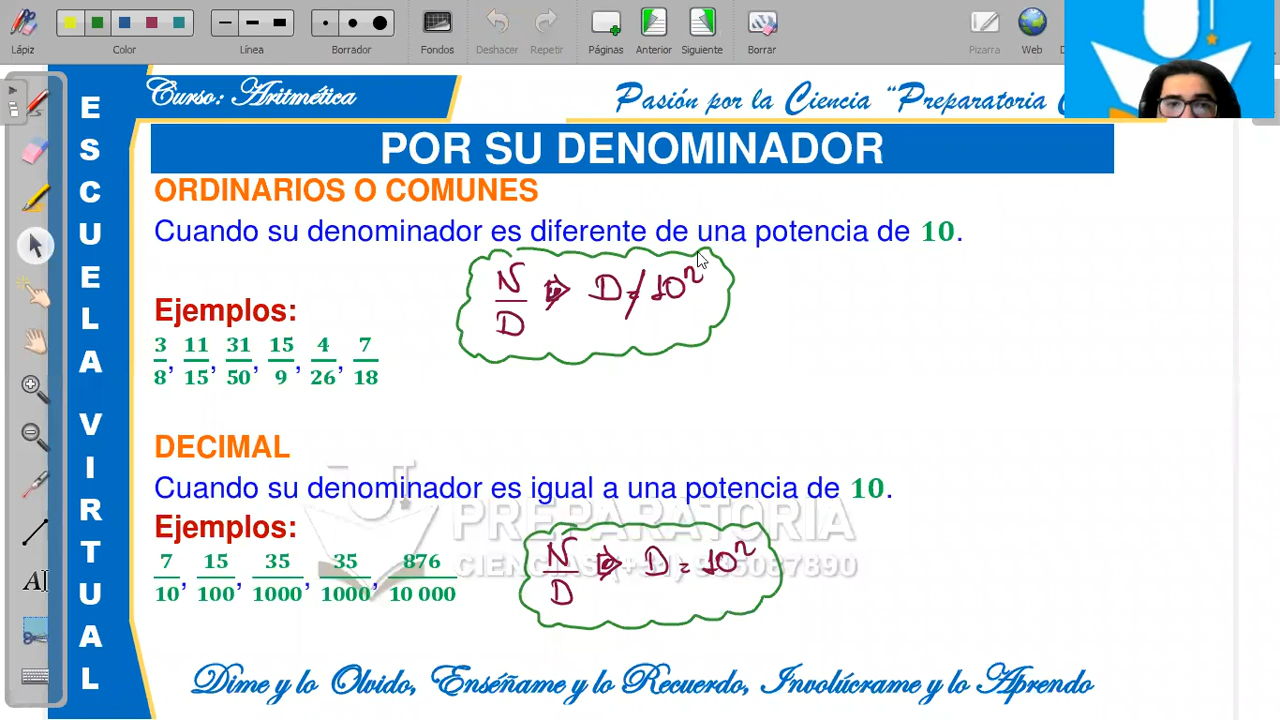 Lápiz Color Línea Borrador Fondos Deshacer Repetir Páginas Anterior Siguiente Borrar Pizarra Web
Curso: Aritmética
Pasión por la Ciencia "Preparatoria
ESCUELA VIRTUAL
POR SU DENOMINADOR
ORDINARIOS O COMUNES
Cuando su denominador es diferente de una potencia de 10.
N/D ⇒ D ≠ 10ⁿ
Ejemplos:
3/8, 11/15, 31/50, 15/9, 4/26, 7/18
DECIMAL
Cuando su denominador es igual a una potencia de 10.
PREPARATORIA
Ejemplos:
N/D ⇒ D = 10ⁿ
CIENCIAS
7/10, 15/100, 35/1000, 35/1000, 876/10 000
Dime y lo Olvido, Enséñame y lo Recuerdo, Involúcrame y lo Aprendo